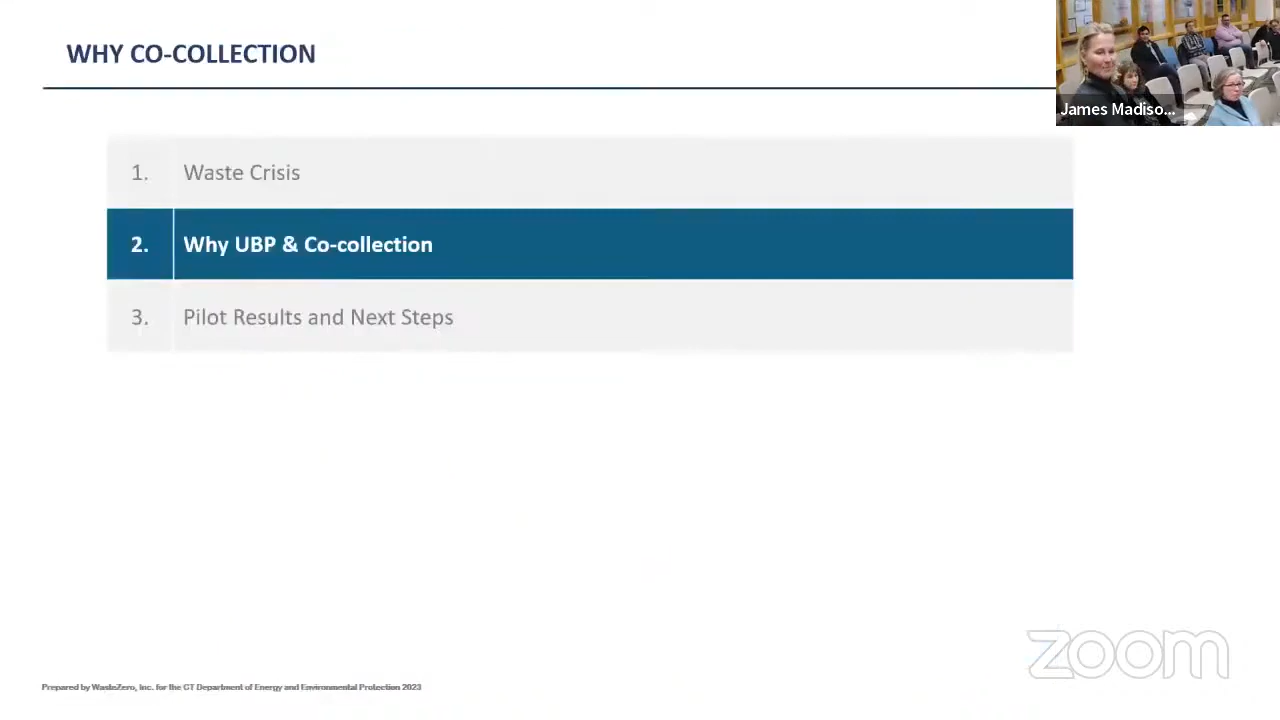 WHY CO-COLLECTION
James Madiso...
1. Waste Crisis
2. Why UBP & Co-collection
3. Pilot Results and Next Steps
zoom
Prepared by WasteZero, Inc. for the CT Department of Energy and Environmental Protection 2023